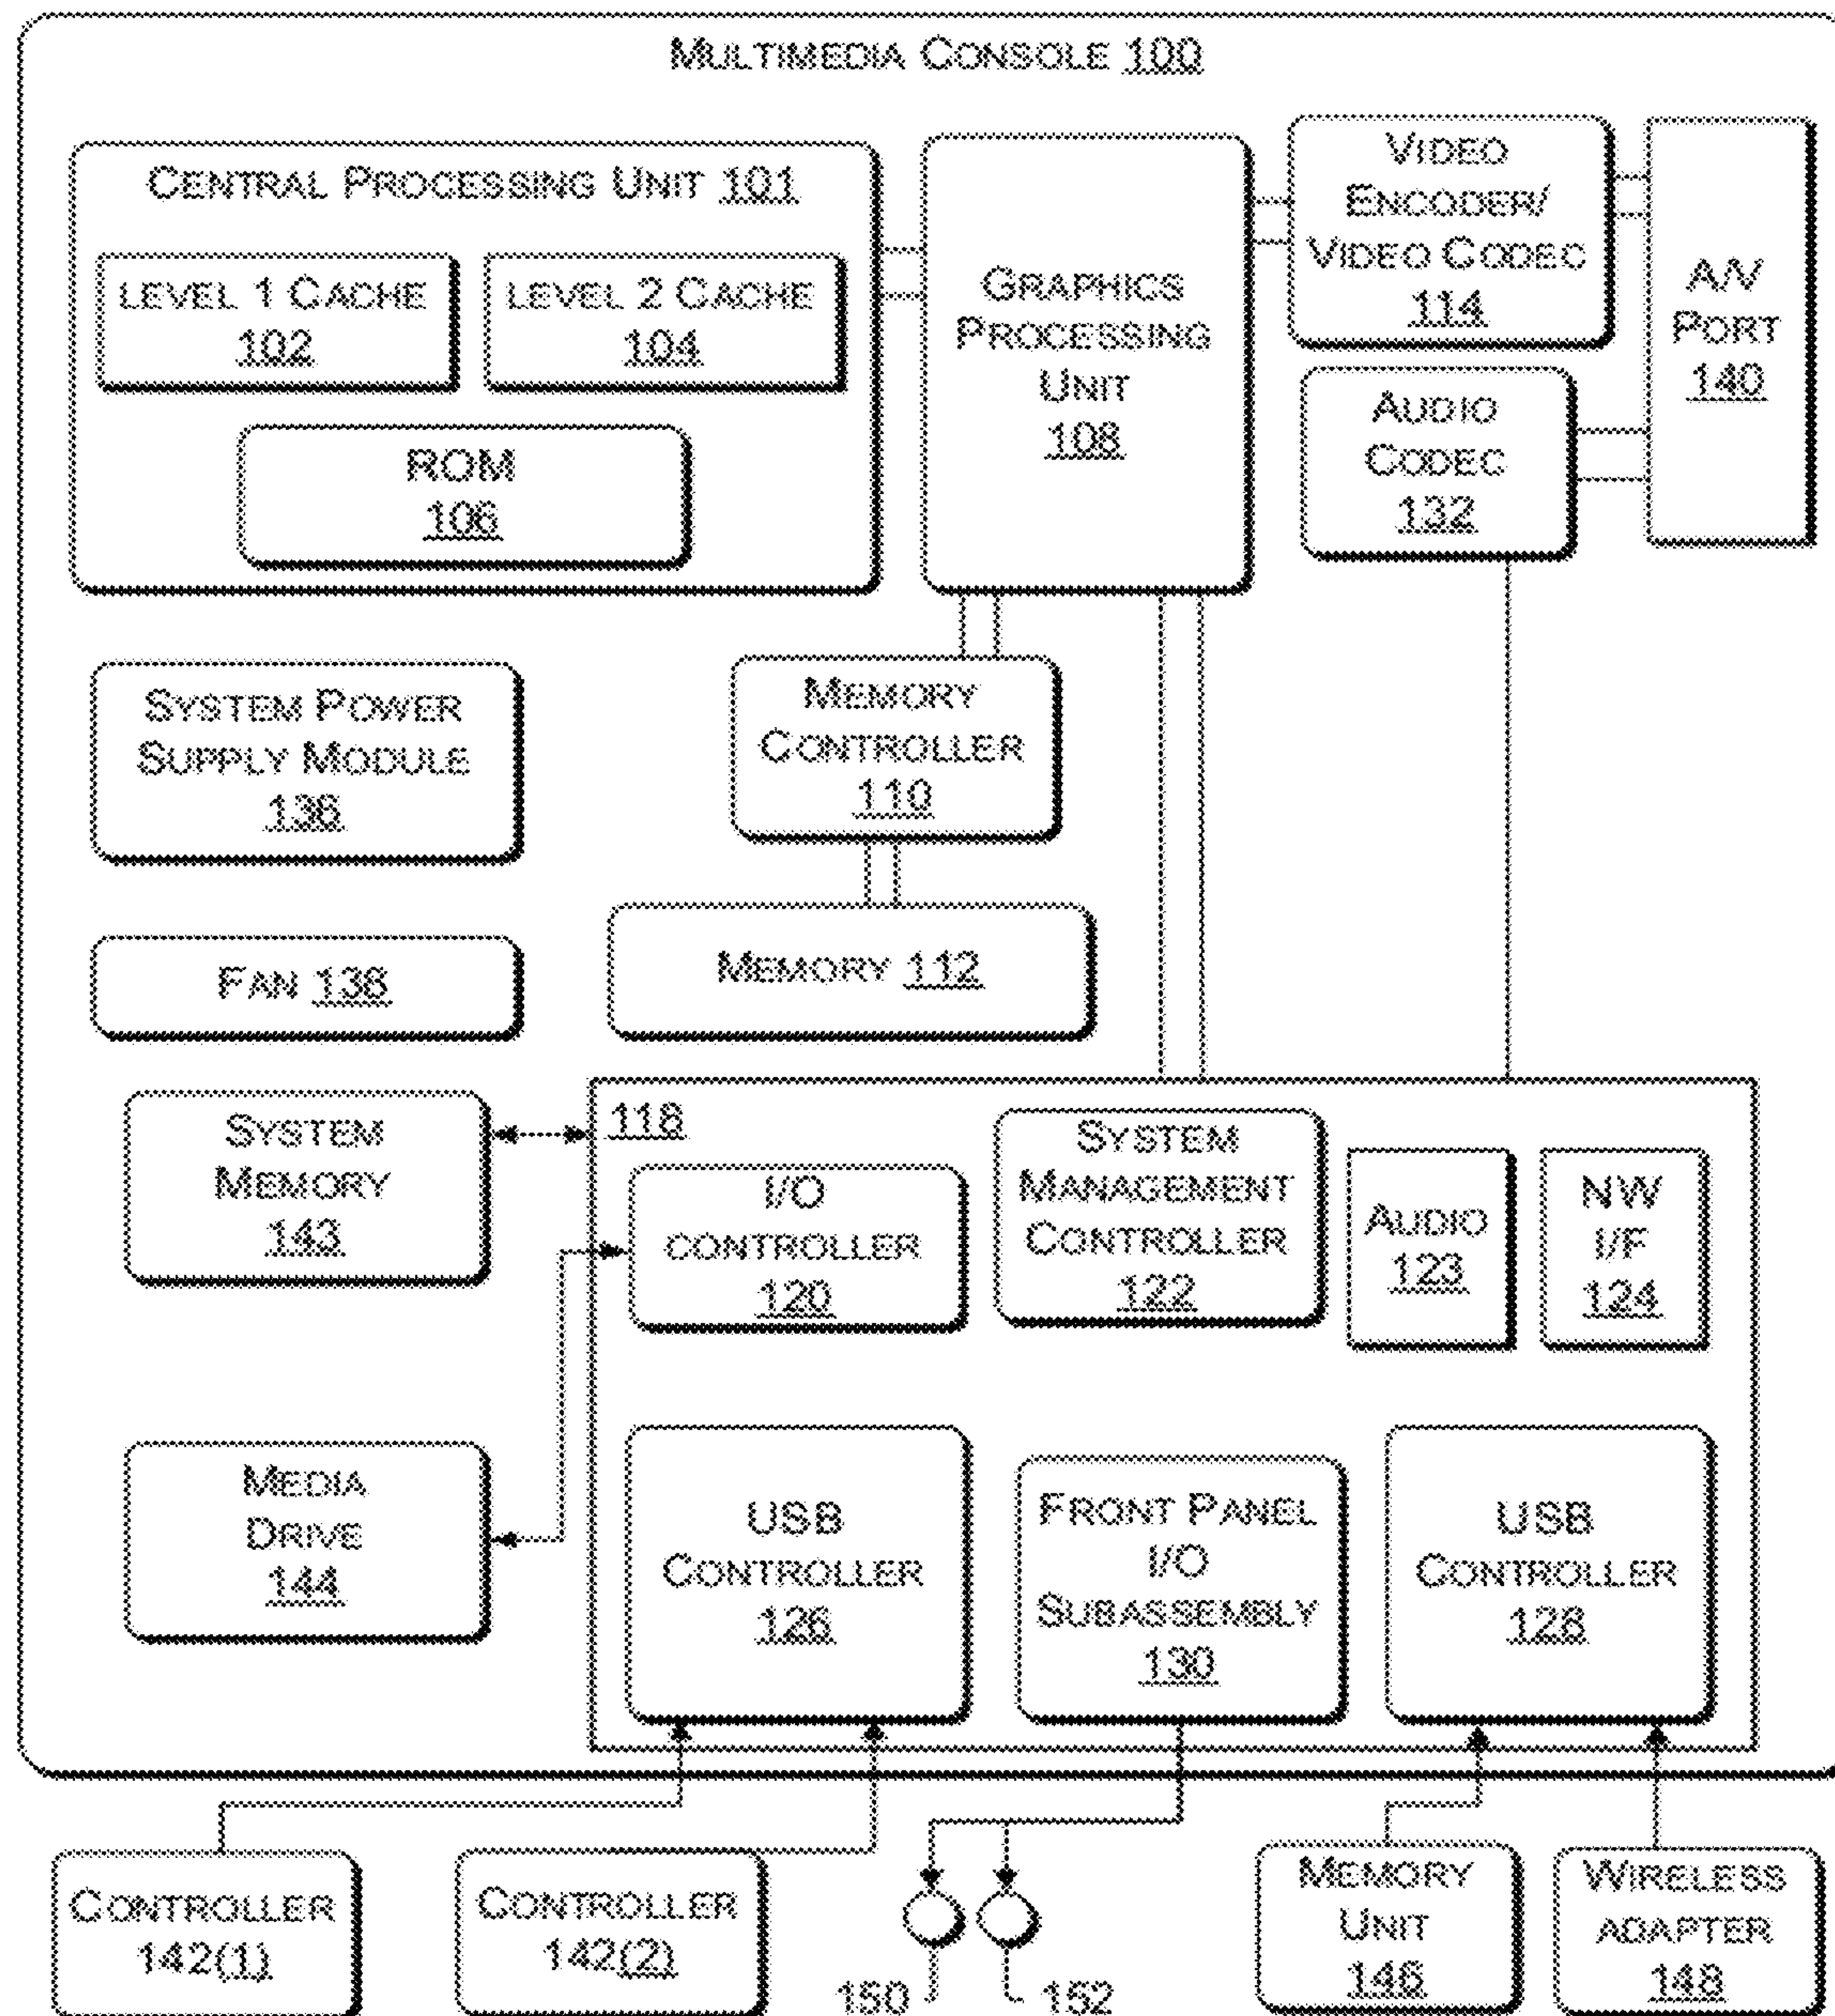 MULTIMEDIA CONSOLE 100
CENTRAL PROCESSING UNIT 101
LEVEL 1 CACHE
102
LEVEL 2 CACHE
104
ROM
106
GRAPHICS
PROCESSING
UNIT
108
VIDEO
ENCODER/
VIDEO CODEC
114
A/V
PORT
140
AUDIO
CODEC
132
SYSTEM POWER
SUPPLY MODULE
136
MEMORY
CONTROLLER
110
FAN 138
MEMORY 112
SYSTEM
MEMORY
143
118
I/O
CONTROLLER
120
SYSTEM
MANAGEMENT
CONTROLLER
122
AUDIO
123
NW
I/F
124
MEDIA
DRIVE
144
USB
CONTROLLER
126
FRONT PANEL
I/O
SUBASSEMBLY
130
USB
CONTROLLER
128
CONTROLLER
142(1)
CONTROLLER
142(2)
150
152
MEMORY
UNIT
146
WIRELESS
ADAPTER
148